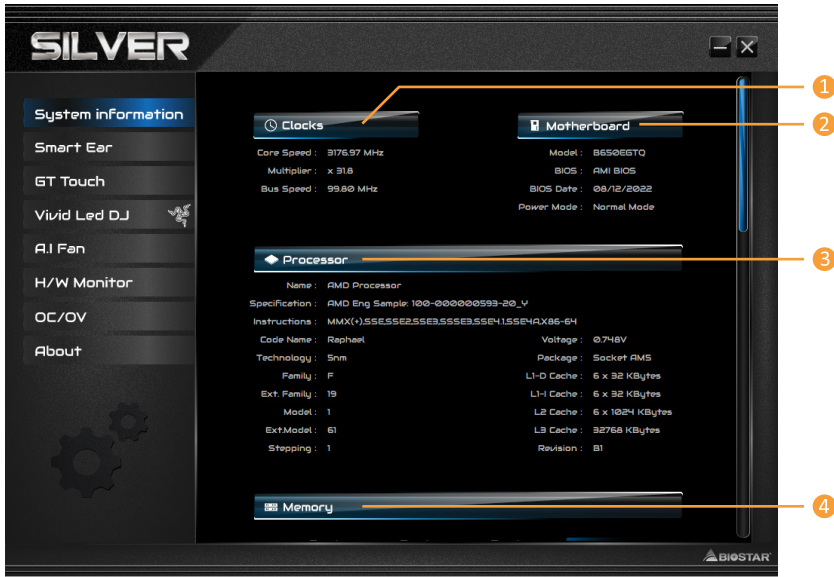 SILVER
System information
Smart Ear
GT Touch
Vivid Led DJ
A.I Fan
H/W Monitor
OC/OV
About
Clocks
Core Speed : 3176.97 MHz
Multiplier : x 31.8
Bus Speed : 99.80 MHz
Motherboard
Model : B650EGTQ
BIOS : AMI BIOS
BIOS Date : 08/12/2022
Power Mode : Normal Mode
Processor
Name : AMD Processor
Specification : AMD Eng Sample: 100-000000593-20_Y
Instructions : MMX(+),SSE,SSE2,SSE3,SSSE3,SSE4.1,SSE4A,X86-64
Code Name : Raphael
Technology : 5nm
Family : F
Ext. Family : 19
Model : 1
Ext.Model : 61
Stepping : 1
Voltage : 0.748V
Package : Socket AM5
L1-D Cache : 6 x 32 KBytes
L1-I Cache : 6 x 32 KBytes
L2 Cache : 6 x 1024 KBytes
L3 Cache : 32768 KBytes
Revision : B1
Memory
BIOSTAR
1
2
3
4